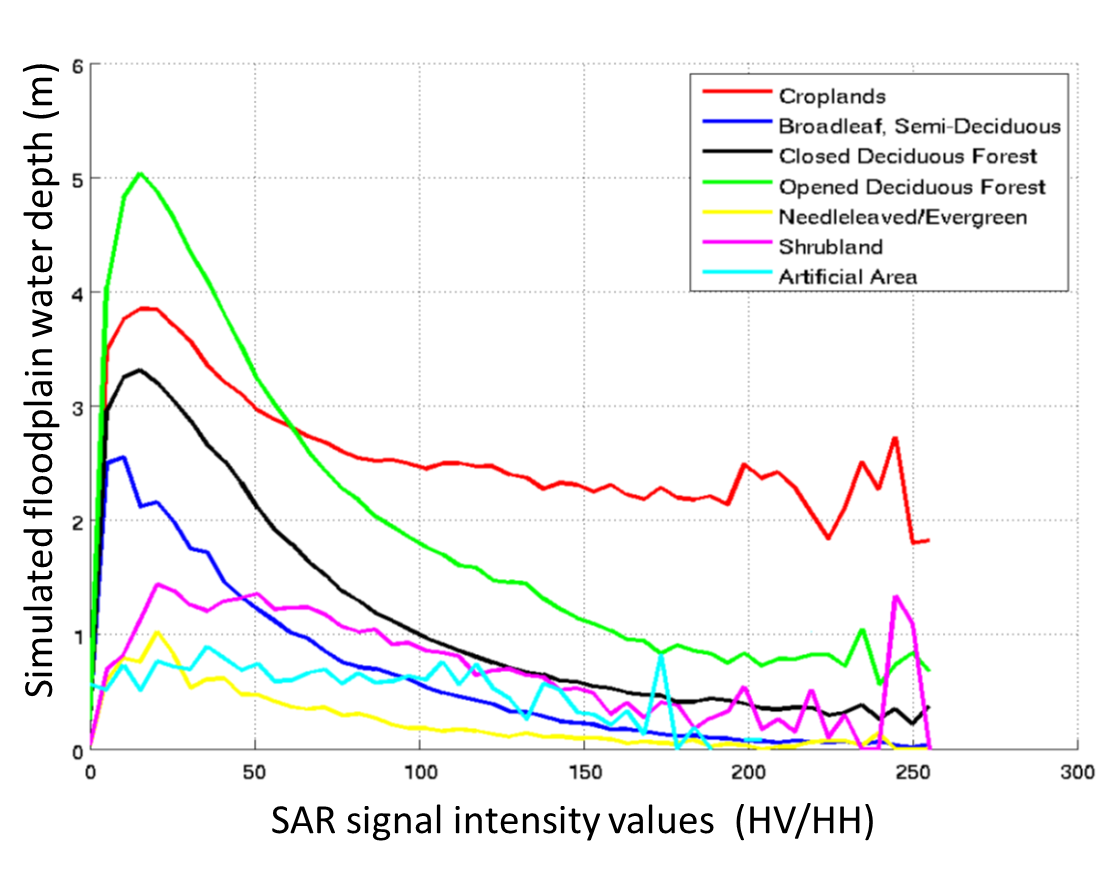 Simulated floodplain water depth (m)
6
5
4
3
2
1
0
Croplands
Broadleaf, Semi-Deciduous
Closed Deciduous Forest
Opened Deciduous Forest
Needleleaved/Evergreen
Shrubland
Artificial Area
0 50 100 150 200 250 300
SAR signal intensity values (HV/HH)